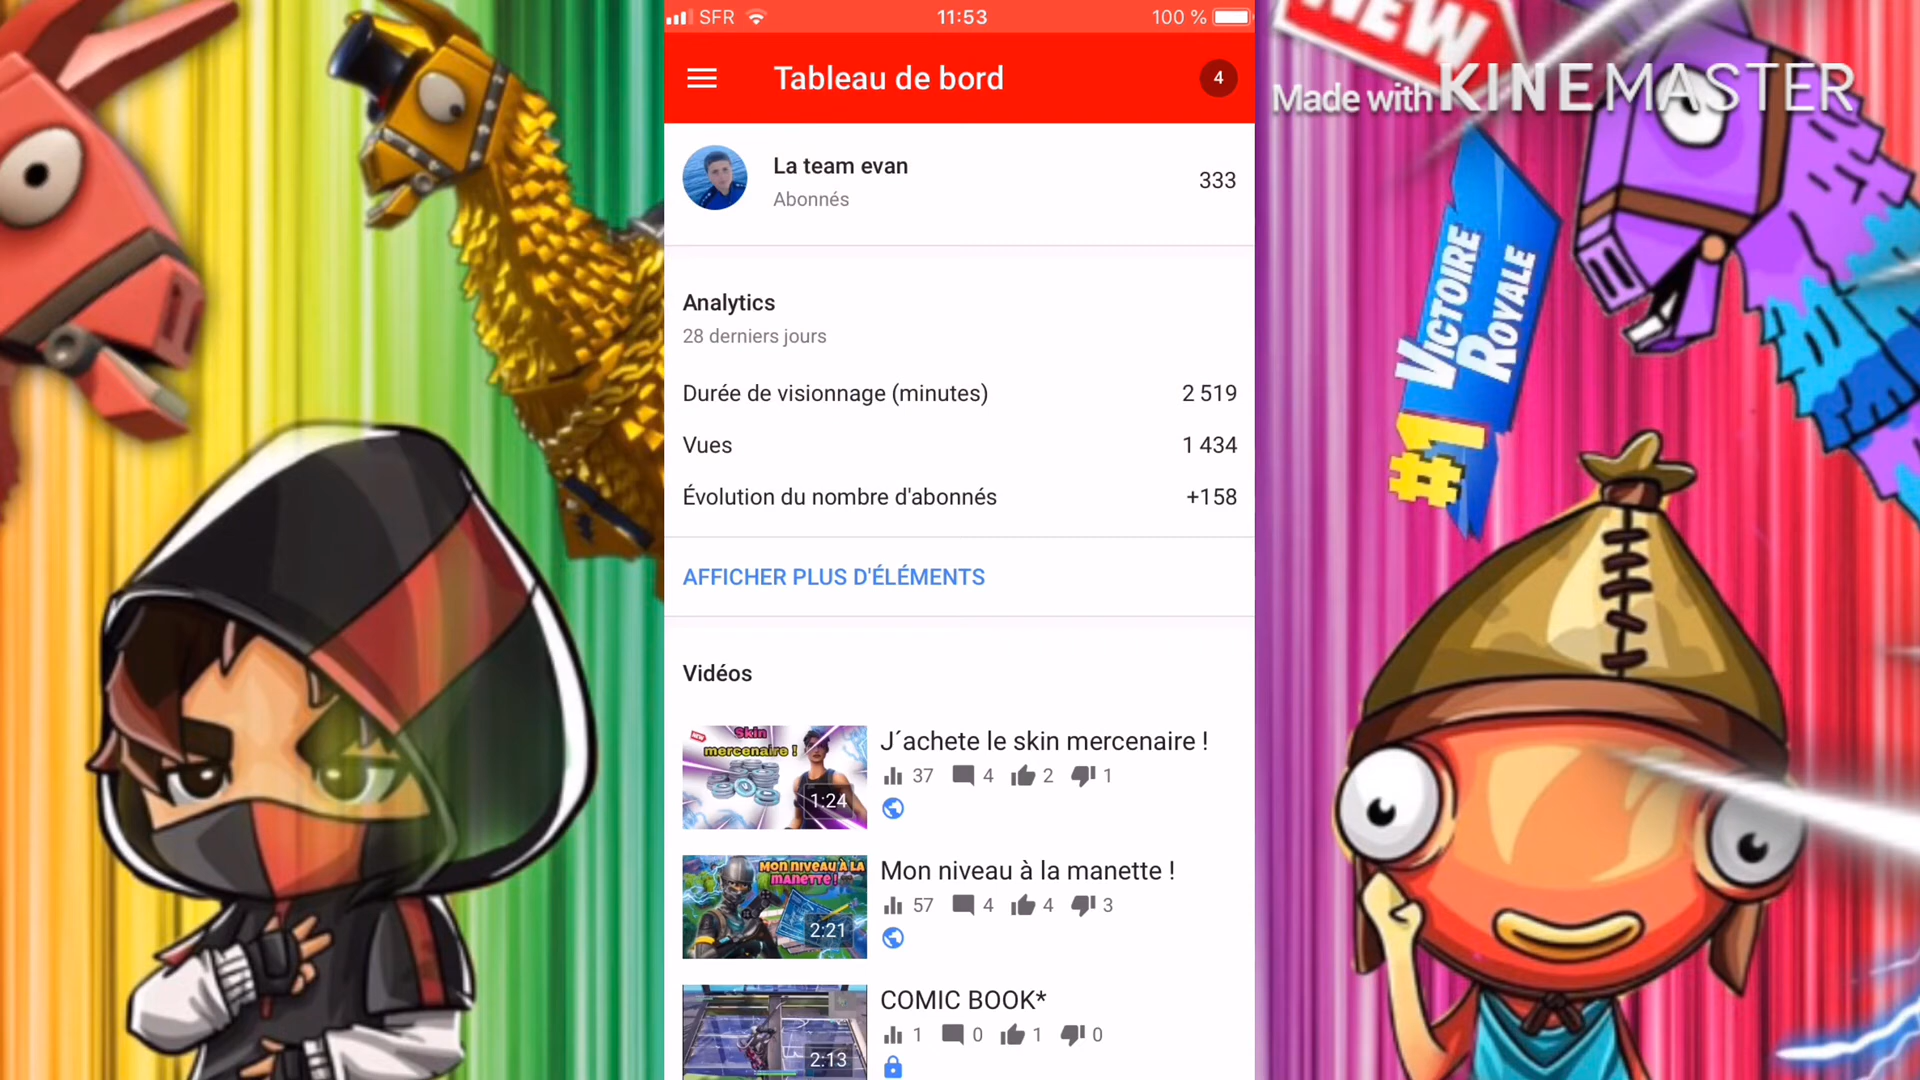 SFR 11:53 100 %
Tableau de bord 4
NEW
Made with KINEMASTER
La team evan 333
Abonnés
VICTOIRE
ROYALE
#1
Analytics
28 derniers jours
Durée de visionnage (minutes) 2 519
Vues 1 434
Évolution du nombre d'abonnés +158
AFFICHER PLUS D'ÉLÉMENTS
Vidéos
NEW
Skin
mercenaire !
1:24
J´achete le skin mercenaire !
37 4 2 1
MON NIVEAU À LA
MANETTE !
2:21
Mon niveau à la manette !
57 4 4 3
2:13
COMIC BOOK*
1 0 1 0